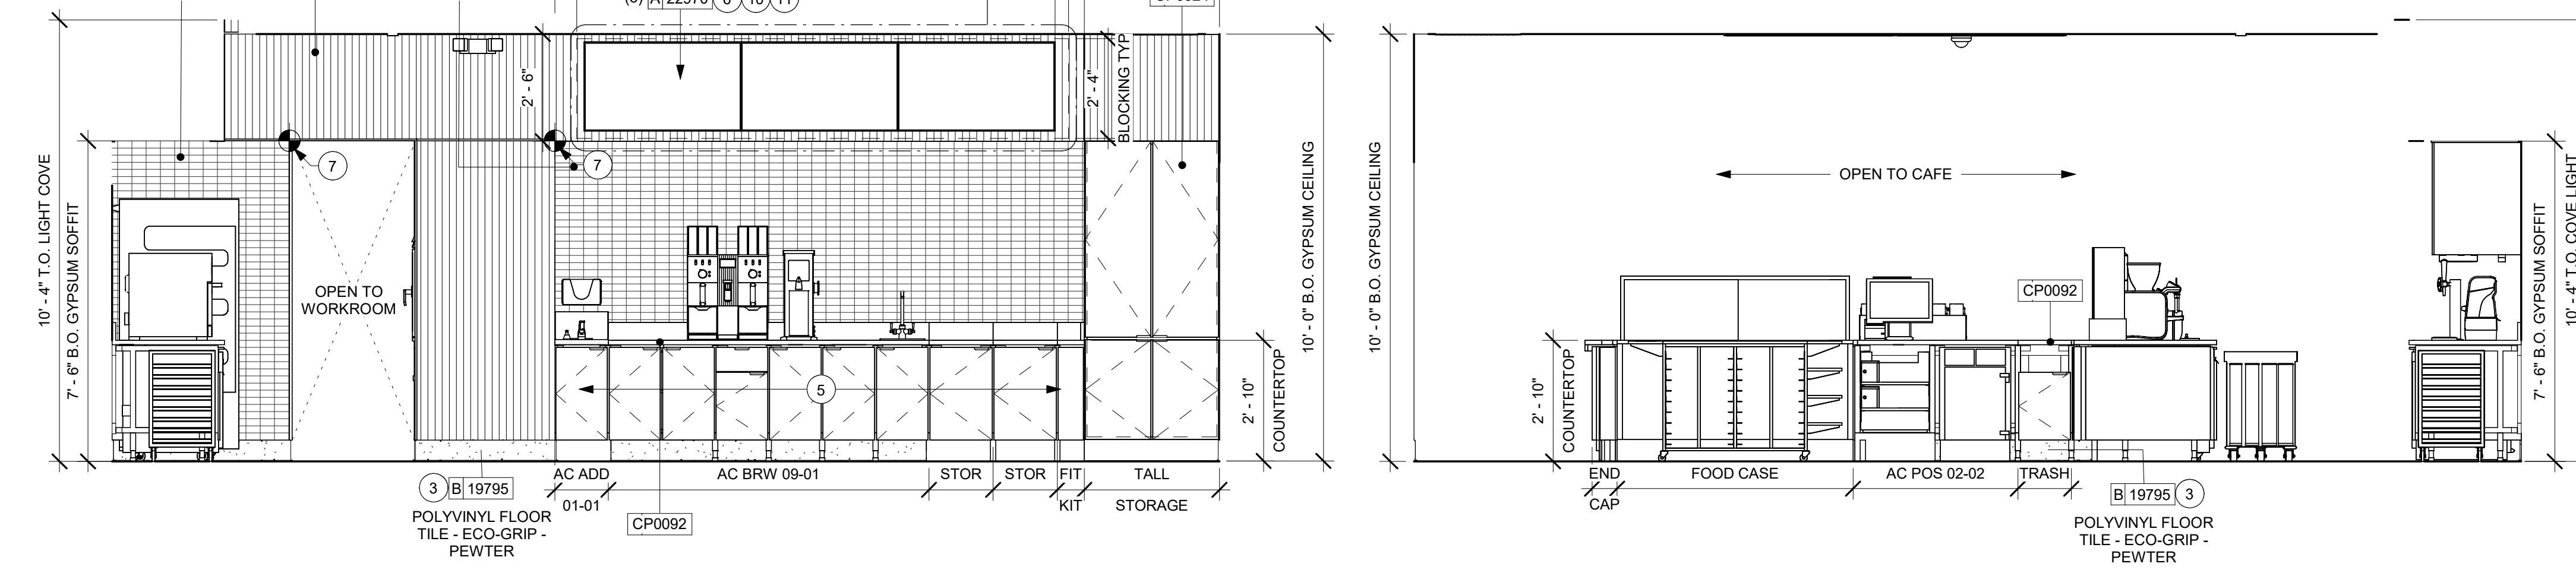 7
7
10' - 4" T.O. LIGHT COVE
7' - 6" B.O. GYPSUM SOFFIT
2' - 6"
2' - 4"
BLOCKING TYP
OPEN TO
WORKROOM
5
2' - 10"
COUNTERTOP
10' - 0" B.O. GYPSUM CEILING
AC ADD
01-01
AC BRW 09-01
STOR
STOR
FIT
KIT
TALL
STORAGE
3 B 19795
POLYVINYL FLOOR
TILE - ECO-GRIP -
PEWTER
CP0092
10' - 0" B.O. GYPSUM CEILING
OPEN TO CAFE
CP0092
2' - 10"
COUNTERTOP
END
CAP
FOOD CASE
AC POS 02-02
TRASH
B 19795 3
POLYVINYL FLOOR
TILE - ECO-GRIP -
PEWTER
7' - 6" B.O. GYPSUM SOFFIT
10' - 4" T.O. COVE LIGHT